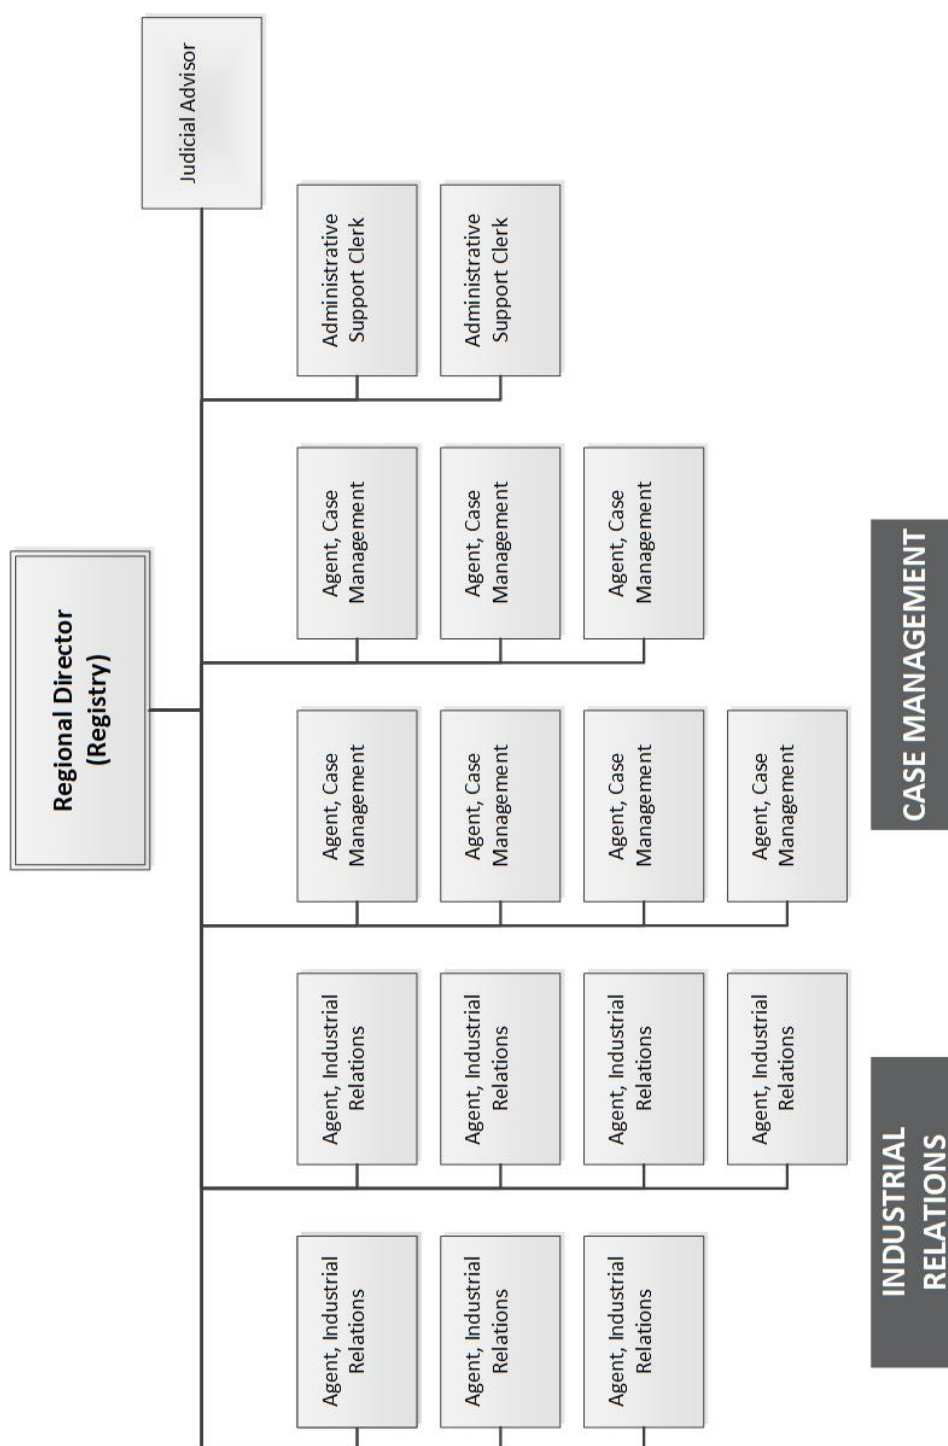 Regional Director
(Registry)
Judicial Advisor
Agent, Industrial
Relations
Agent, Industrial
Relations
Agent, Industrial
Relations
Agent, Industrial
Relations
Agent, Industrial
Relations
Agent, Industrial
Relations
Agent, Industrial
Relations
Agent, Case
Management
Agent, Case
Management
Agent, Case
Management
Agent, Case
Management
Agent, Case
Management
Agent, Case
Management
Agent, Case
Management
Administrative
Support Clerk
Administrative
Support Clerk
INDUSTRIAL
RELATIONS
CASE MANAGEMENT